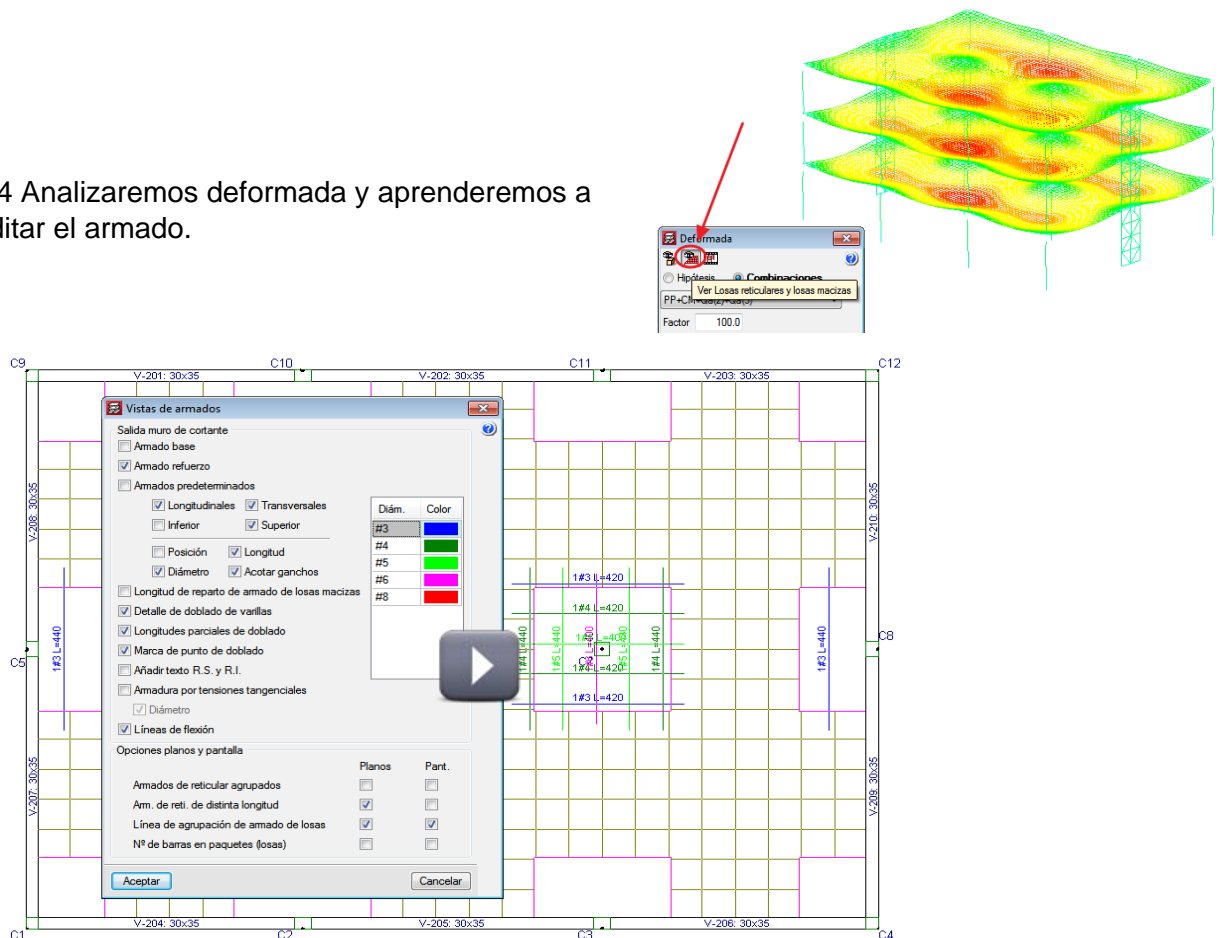 4 Analizaremos deformada y aprenderemos a
ditar el armado.
Deformada
Hipótesis Combinaciones
Ver Losas reticulares y losas macizas
Factor 100.0
C9 C10 C11 C12
V-201: 30x35 V-202: 30x35 V-203: 30x35
Vistas de armados
Salida muro de cortante
Armado base
Armado refuerzo
Armados predeterminados
Longitudinales Transversales
Inferior Superior
Posición Longitud
Diámetro Acotar ganchos
Diám. Color
#3
#4
#5
#6
#8
Longitud de reparto de armado de losas macizas
Detalle de doblado de varillas
Longitudes parciales de doblado
Marca de punto de doblado
Añadir texto R.S. y R.I.
Armadura por tensiones tangenciales
Diámetro
Líneas de flexión
Opciones planos y pantalla
Planos Pant.
Armados de reticular agrupados
Arm. de reti. de distinta longitud
Línea de agrupación de armado de losas
Nº de barras en paquetes (losas)
Aceptar Cancelar
V-208: 30x35
V-210: 30x35
V-207: 30x35
V-209: 30x35
C5
C8
1#3 L=440
1#3 L=420
1#4 L=420
1#4 L=440
1#5 L=440
1#5 L=440
1#4 L=440
1#4 L=420
1#3 L=420
1#3 L=440
V-204: 30x35 V-205: 30x35 V-206: 30x35
C1 C2 C3 C4